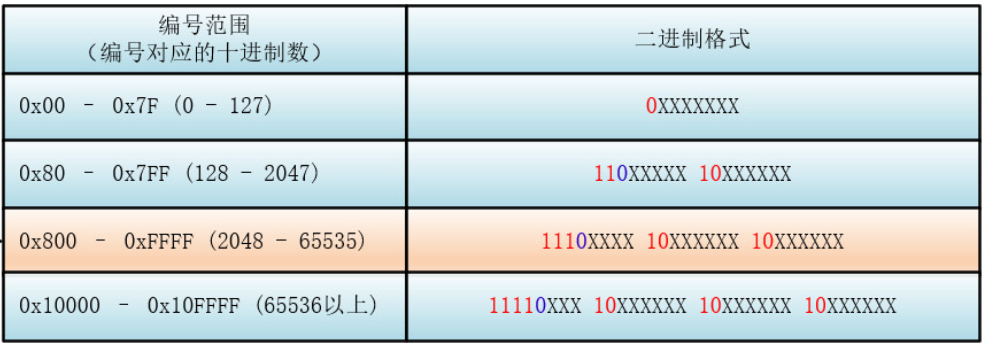 编号范围
（编号对应的十进制数）
二进制格式
0x00 - 0x7F (0 - 127)
0XXXXXXX
0x80 - 0x7FF (128 - 2047)
110XXXXX 10XXXXXX
0x800 - 0xFFFF (2048 - 65535)
1110XXXX 10XXXXXX 10XXXXXX
0x10000 - 0x10FFFF (65536以上)
11110XXX 10XXXXXX 10XXXXXX 10XXXXXX